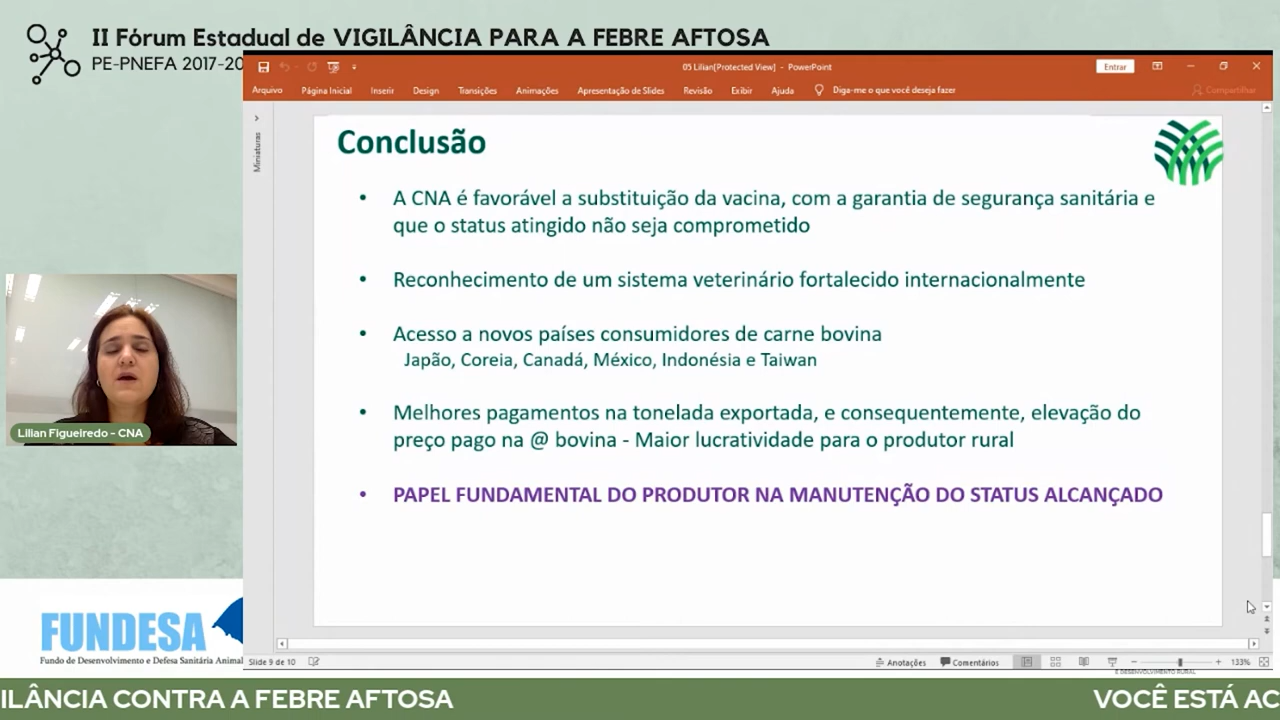 II Fórum Estadual de VIGILÂNCIA PARA A FEBRE AFTOSA
PE-PNEFA 2017-20
05 Lilian[Protected View] - PowerPoint
Entrar
Arquivo Página Inicial Inserir Design Transições Animações Apresentação de Slides Revisão Exibir Ajuda Diga-me o que você deseja fazer Compartilhar
Miniaturas
Conclusão
• A CNA é favorável a substituição da vacina, com a garantia de segurança sanitária e
que o status atingido não seja comprometido
• Reconhecimento de um sistema veterinário fortalecido internacionalmente
• Acesso a novos países consumidores de carne bovina
Japão, Coreia, Canadá, México, Indonésia e Taiwan
• Melhores pagamentos na tonelada exportada, e consequentemente, elevação do
preço pago na @ bovina - Maior lucratividade para o produtor rural
• PAPEL FUNDAMENTAL DO PRODUTOR NA MANUTENÇÃO DO STATUS ALCANÇADO
Lilian Figueiredo - CNA
FUNDESA
Fundo de Desenvolvimento e Defesa Sanitária Animal
Slide 9 de 10 Anotações Comentários 133%
E DESENVOLVIMENTO RURAL
ILÂNCIA CONTRA A FEBRE AFTOSA VOCÊ ESTÁ AC